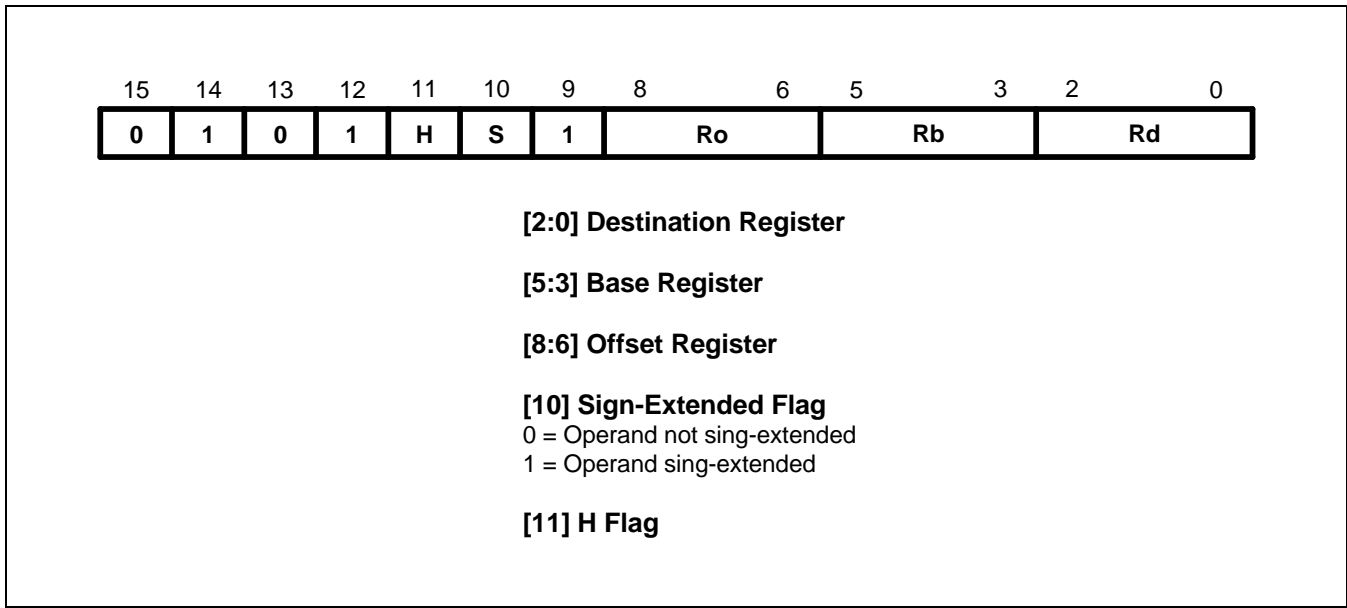 15 14 13 12 11 10 9 8 6 5 3 2 0
0 1 0 1 H S 1 Ro Rb Rd
[2:0] Destination Register
[5:3] Base Register
[8:6] Offset Register
[10] Sign-Extended Flag
0 = Operand not sing-extended
1 = Operand sing-extended
[11] H Flag